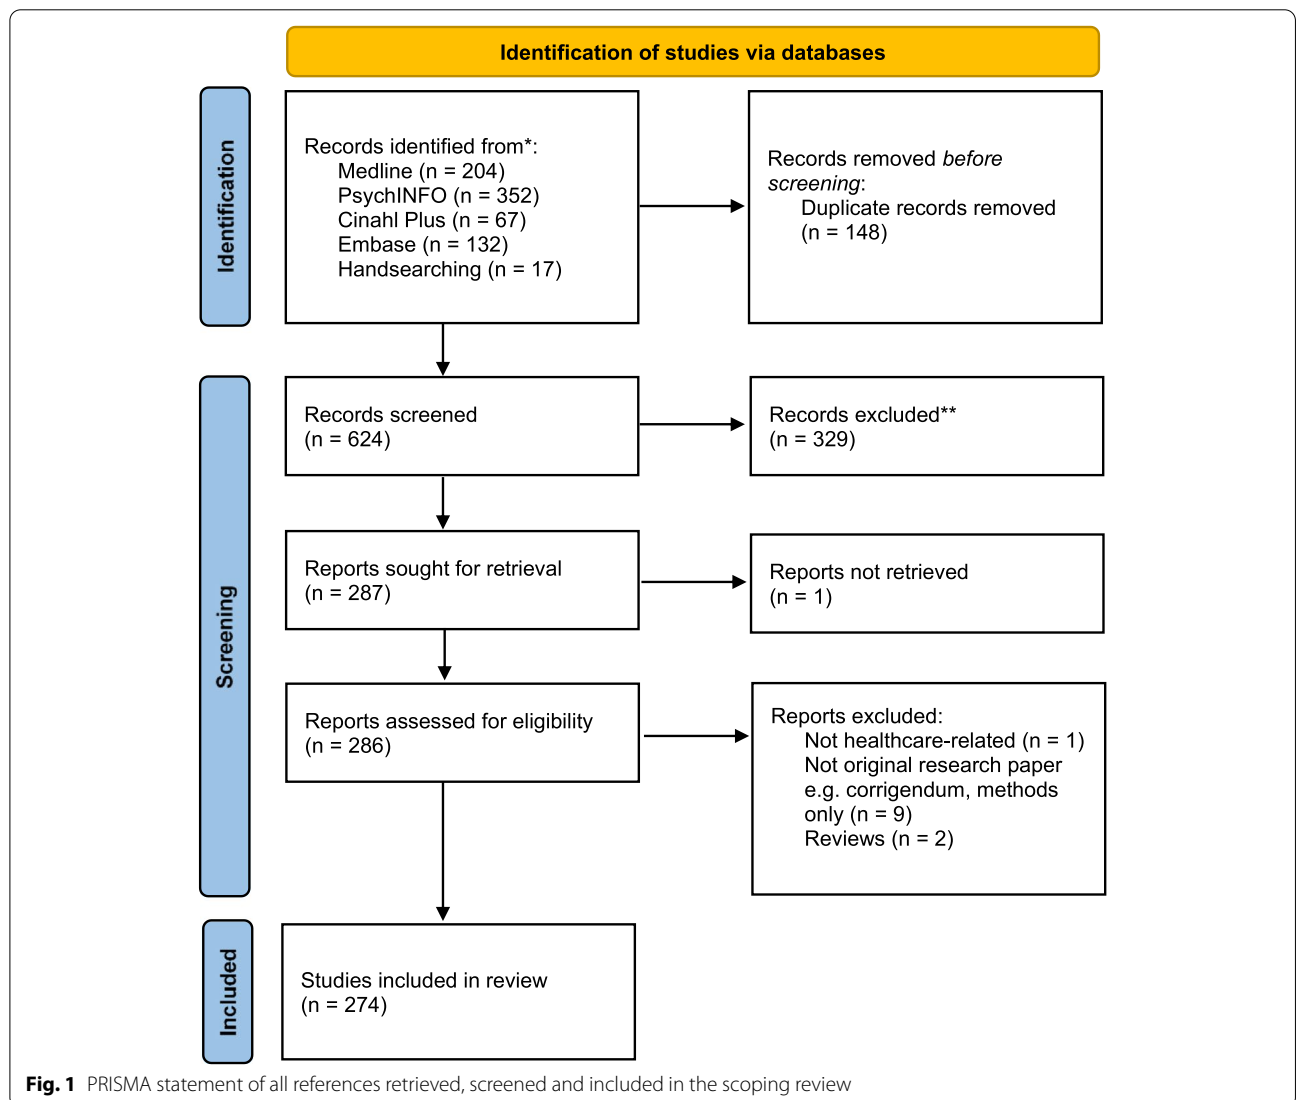 Identification of studies via databases
Identification
Records identified from*:
Medline (n = 204)
PsychINFO (n = 352)
Cinahl Plus (n = 67)
Embase (n = 132)
Handsearching (n = 17)
Records removed before
screening:
Duplicate records removed
(n = 148)
Screening
Records screened
(n = 624)
Records excluded**
(n = 329)
Reports sought for retrieval
(n = 287)
Reports not retrieved
(n = 1)
Reports assessed for eligibility
(n = 286)
Reports excluded:
Not healthcare-related (n = 1)
Not original research paper
e.g. corrigendum, methods
only (n = 9)
Reviews (n = 2)
Included
Studies included in review
(n = 274)
Fig. 1 PRISMA statement of all references retrieved, screened and included in the scoping review